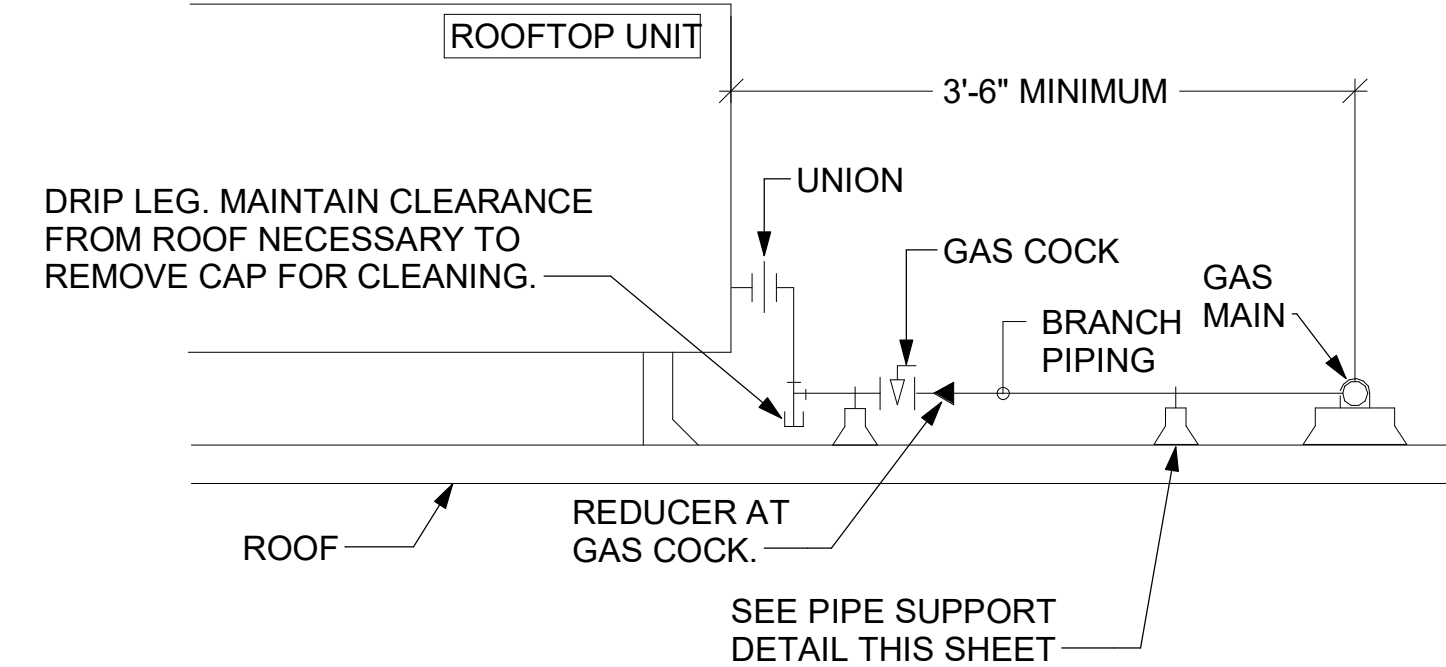 ROOFTOP UNIT
3'-6" MINIMUM
UNION
DRIP LEG. MAINTAIN CLEARANCE
FROM ROOF NECESSARY TO
REMOVE CAP FOR CLEANING.
GAS COCK
GAS
MAIN
BRANCH
PIPING
REDUCER AT
GAS COCK.
ROOF
SEE PIPE SUPPORT
DETAIL THIS SHEET